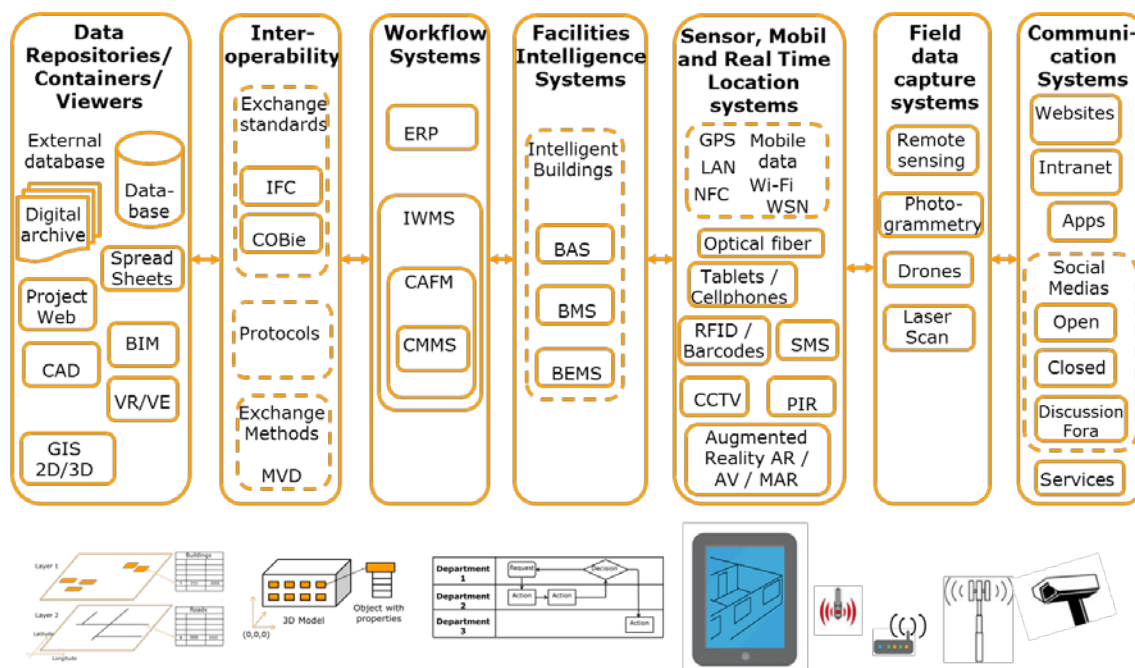 Data
Repositories/
Containers/
Viewers
External
database
Data-
base
Digital
archive
Spread
Sheets
Project
Web
BIM
CAD
VR/VE
GIS
2D/3D
Inter-
operability
Exchange
standards
IFC
COBie
Protocols
Exchange
Methods
MVD
Workflow
Systems
ERP
IWMS
CAFM
CMMS
Facilities
Intelligence
Systems
Intelligent
Buildings
BAS
BMS
BEMS
Sensor, Mobil
and Real Time
Location
systems
GPS
Mobile
data
LAN
NFC
Wi-Fi
WSN
Optical fiber
Tablets /
Cellphones
RFID /
Barcodes
SMS
CCTV
PIR
Augmented
Reality AR /
AV / MAR
Field
data
capture
systems
Remote
sensing
Photo-
grammetry
Drones
Laser
Scan
Communi-
cation
Systems
Websites
Intranet
Apps
Social
Medias
Open
Closed
Discussion
Fora
Services
Layer 1
Buildings
Layer 2
Roads
Latitude
Longitude
(0,0,0)
3D Model
Object with
properties
Department
1
Request
Decision
Department
2
Action
Action
Department
3
Action